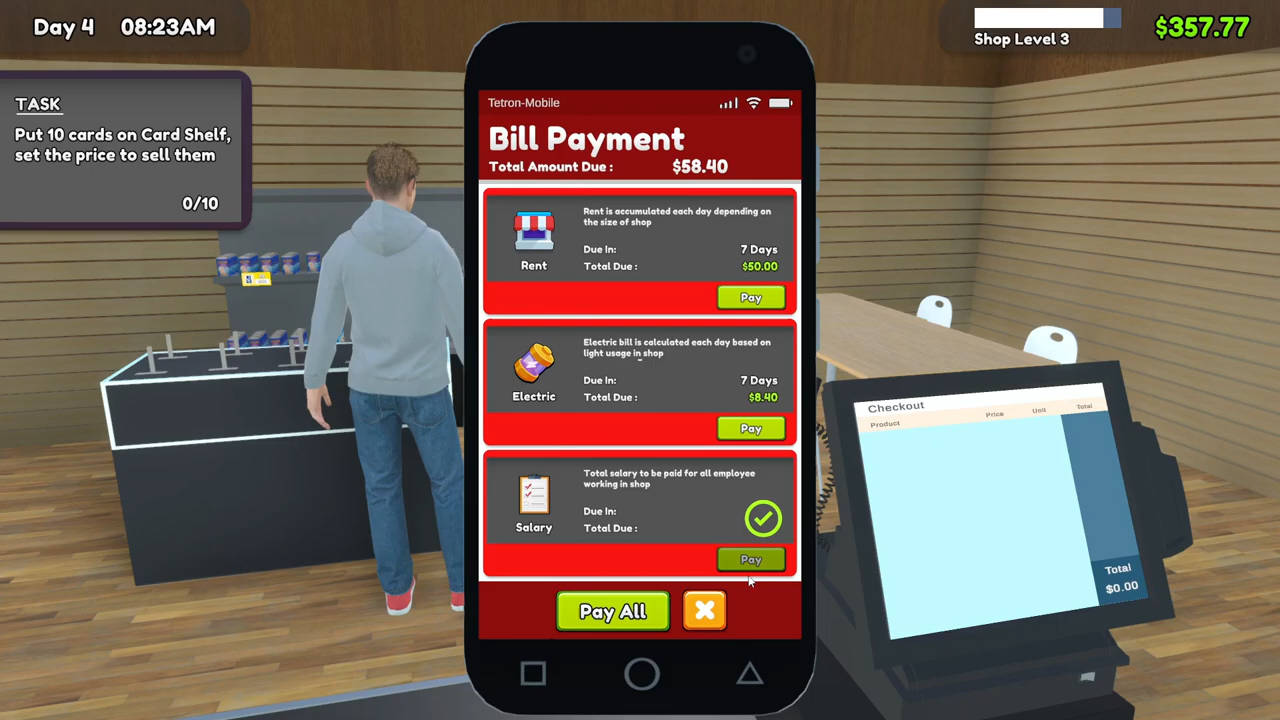 Day 4 08:23AM
Shop Level 3
$357.77
TASK
Put 10 cards on Card Shelf,
set the price to sell them
0/10
Tetron-Mobile
Bill Payment
Total Amount Due : $58.40
Rent is accumulated each day depending on
the size of shop
Due In: 7 Days
Total Due : $50.00
Rent
Pay
Electric bill is calculated each day based on
light usage in shop
Due In: 7 Days
Total Due : $8.40
Electric
Pay
Total salary to be paid for all employee
working in shop
Due In:
Total Due :
Salary
Pay
Pay All
Checkout
Product Price Unit Total
Total
$0.00